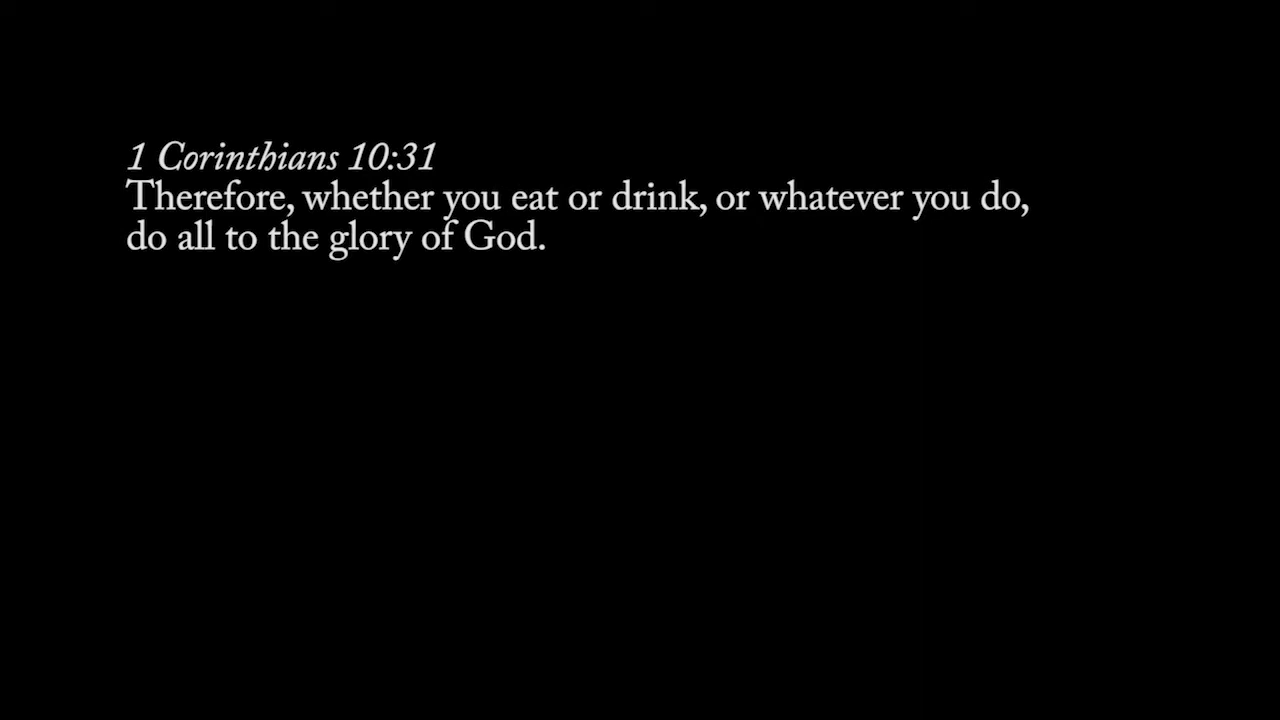 1 Corinthians 10:31
Therefore, whether you eat or drink, or whatever you do,
do all to the glory of God.